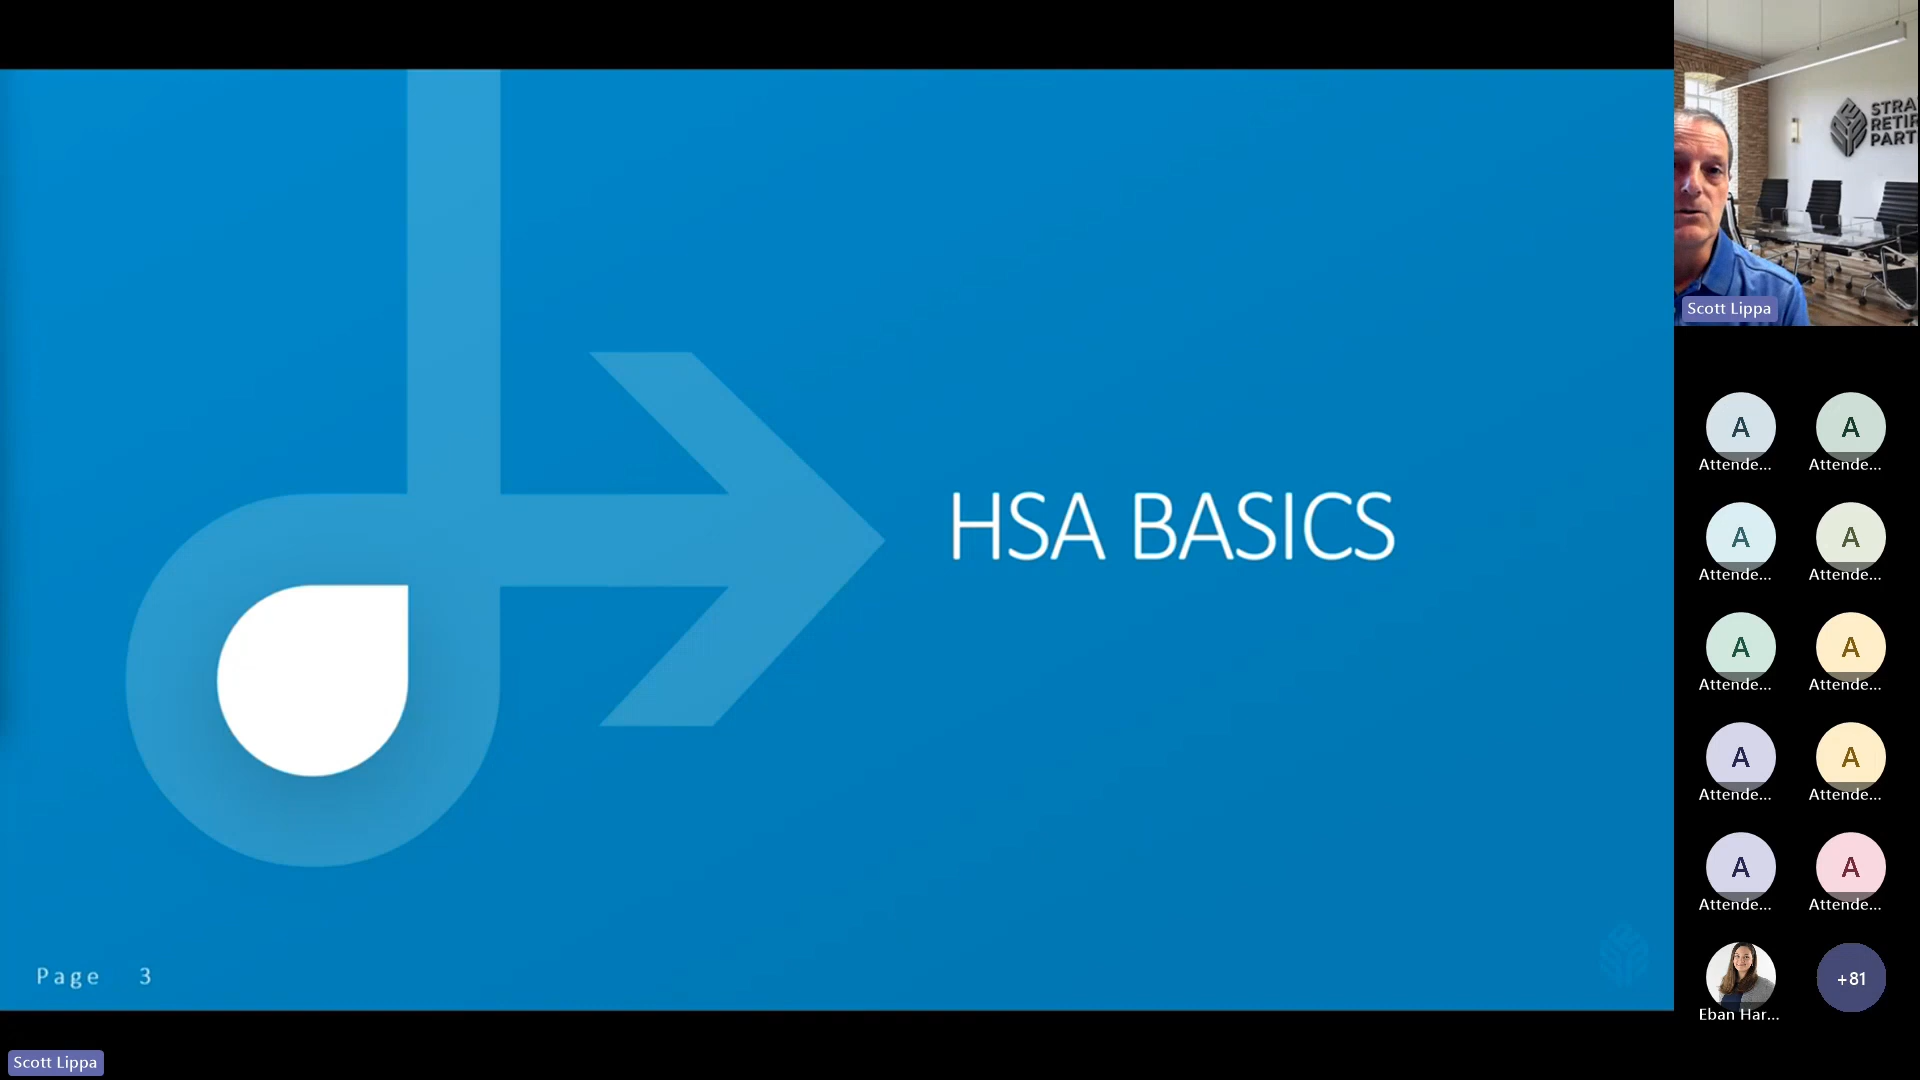 HSA BASICS
Page 3
Scott Lippa
STRA
RETIR
PART
Scott Lippa
A
A
Attende...
Attende...
A
A
Attende...
Attende...
A
A
Attende...
Attende...
A
A
Attende...
Attende...
A
A
Attende...
Attende...
+81
Eban Har...